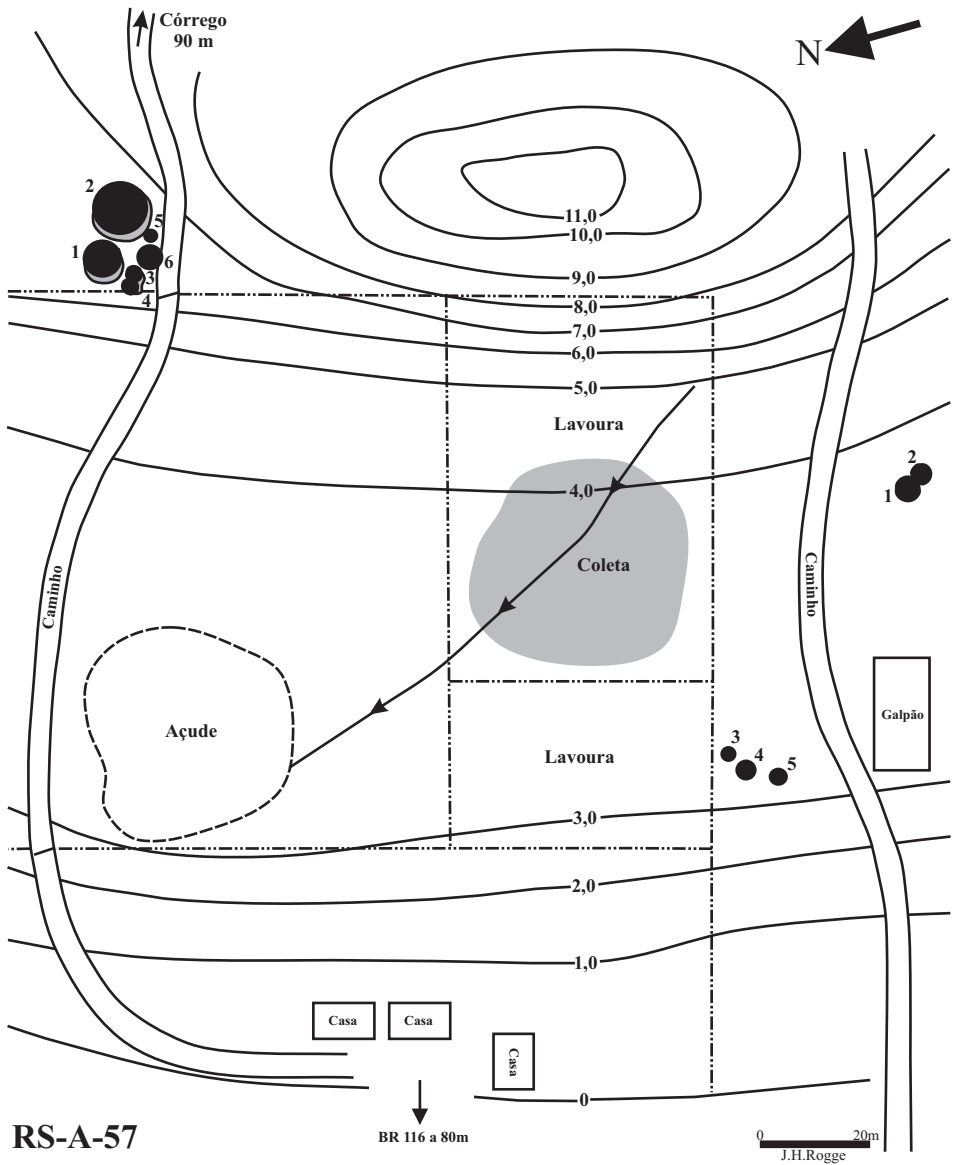 Córrego
90 m
N
2
5
1
6
3
4
11,0
10,0
9,0
8,0
7,0
6,0
5,0
Lavoura
4,0
2
1
Coleta
Caminho
Caminho
Açude
Galpão
3
4
5
Lavoura
3,0
2,0
1,0
Casa
Casa
Casa
0
RS-A-57
BR 116 a 80m
0
20m
J.H.Rogge